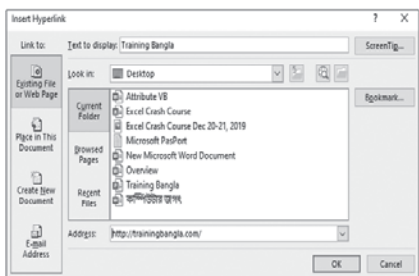 Insert Hyperlink ? X
Link to: Text to display: Training Bangla ScreenTip...
Existing File or Web Page
Look in: Desktop
Bookmark...
Current Folder
Attribute VB
Excel Crash Course
Excel Crash Course Dec 20-21, 2019
Microsoft PasPort
New Microsoft Word Document
Overview
Training Bangla
কম্পিউটার জগৎ
Place in This Document
Browsed Pages
Create New Document
Recent Files
E-mail Address
Address: http://trainingbangla.com/
OK Cancel